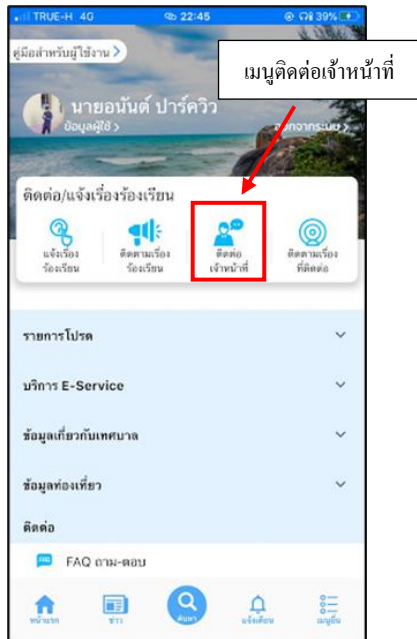 TRUE-H 4G 22:45 39%
คู่มือสำหรับผู้ใช้งาน >
เมนูติดต่อเจ้าหน้าที่
นายอนันต์ ปาร์ควิว
ข้อมูลผู้ใช้ >
ออกจากระบบ >
ติดต่อ/แจ้งเรื่องร้องเรียน
แจ้งเรื่อง
ร้องเรียน
ติดตามเรื่อง
ร้องเรียน
ติดต่อ
เจ้าหน้าที่
ติดตามเรื่อง
ที่ติดต่อ
รายการโปรด
บริการ E-Service
ข้อมูลเกี่ยวกับเทศบาล
ข้อมูลท่องเที่ยว
ติดต่อ
FAQ FAQ ถาม-ตอบ
หน้าแรก ข่าว ค้นหา แจ้งเตือน เมนูอื่น